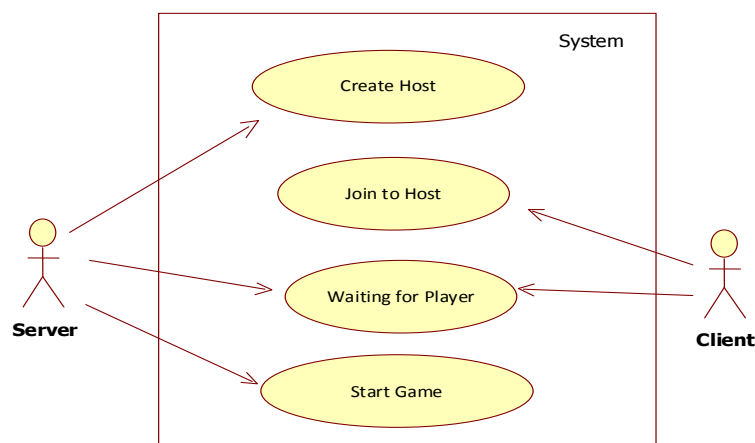 System
Create Host
Join to Host
Waiting for Player
Server
Client
Start Game